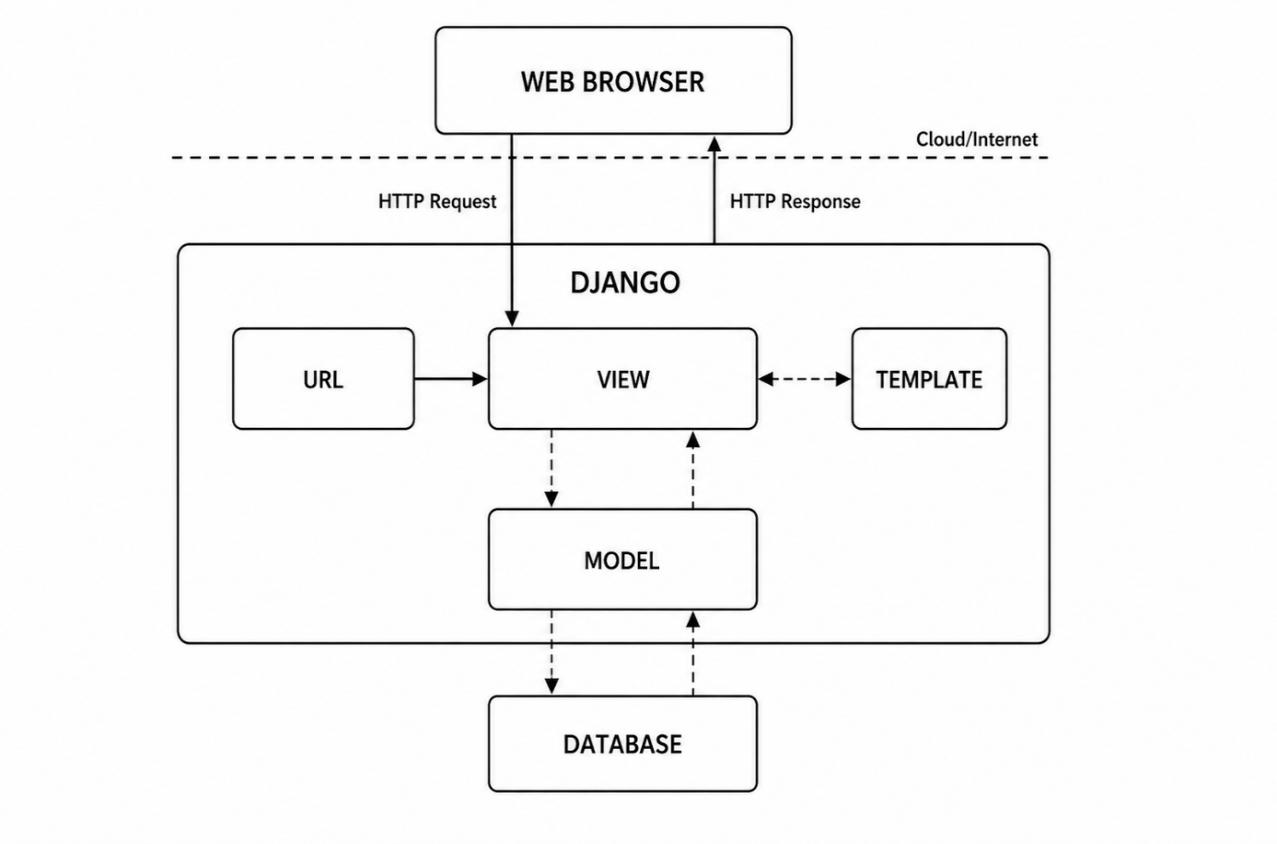 WEB BROWSER
Cloud/Internet
HTTP Request
HTTP Response
DJANGO
URL
VIEW
TEMPLATE
MODEL
DATABASE